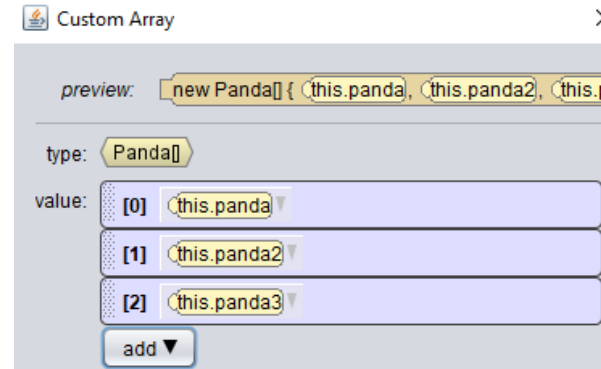 Custom Array
preview: new Panda[] { this.panda, this.panda2, this.
type: Panda[]
value: [0] this.panda
[1] this.panda2
[2] this.panda3
add